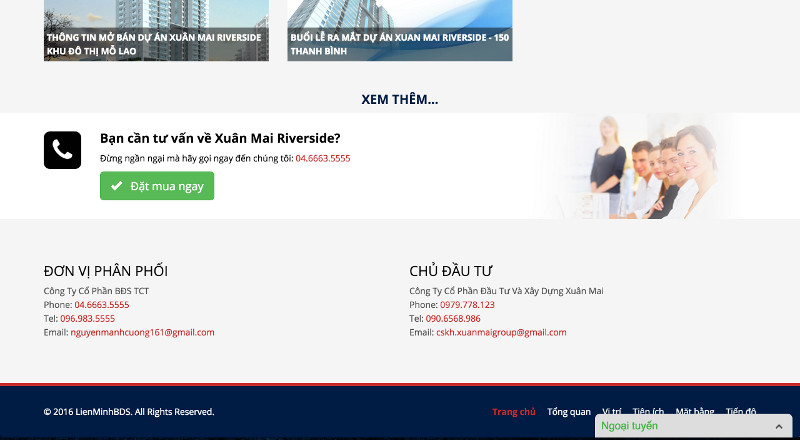 THÔNG TIN MỞ BÁN DỰ ÁN XUÂN MAI RIVERSIDE
KHU ĐÔ THỊ MỖ LAO
BUỔI LỄ RA MẮT DỰ ÁN XUAN MAI RIVERSIDE - 150
THANH BÌNH
XEM THÊM...
Bạn cần tư vấn về Xuân Mai Riverside?
Đừng ngần ngại mà hãy gọi ngay đến chúng tôi: 04.6663.5555
Đặt mua ngay
ĐƠN VỊ PHÂN PHỐI
Công Ty Cổ Phần BĐS TCT
Phone: 04.6663.5555
Tel: 096.983.5555
Email: nguyenmanhcuong161@gmail.com
CHỦ ĐẦU TƯ
Công Ty Cổ Phần Đầu Tư Và Xây Dựng Xuân Mai
Phone: 0979.778.123
Tel: 090.6568.986
Email: cskh.xuanmaigroup@gmail.com
© 2016 LienMinhBDS. All Rights Reserved.
Trang chủ Tổng quan Vị trí Tiện ích Mặt bằng Tiến độ
Ngoại tuyến